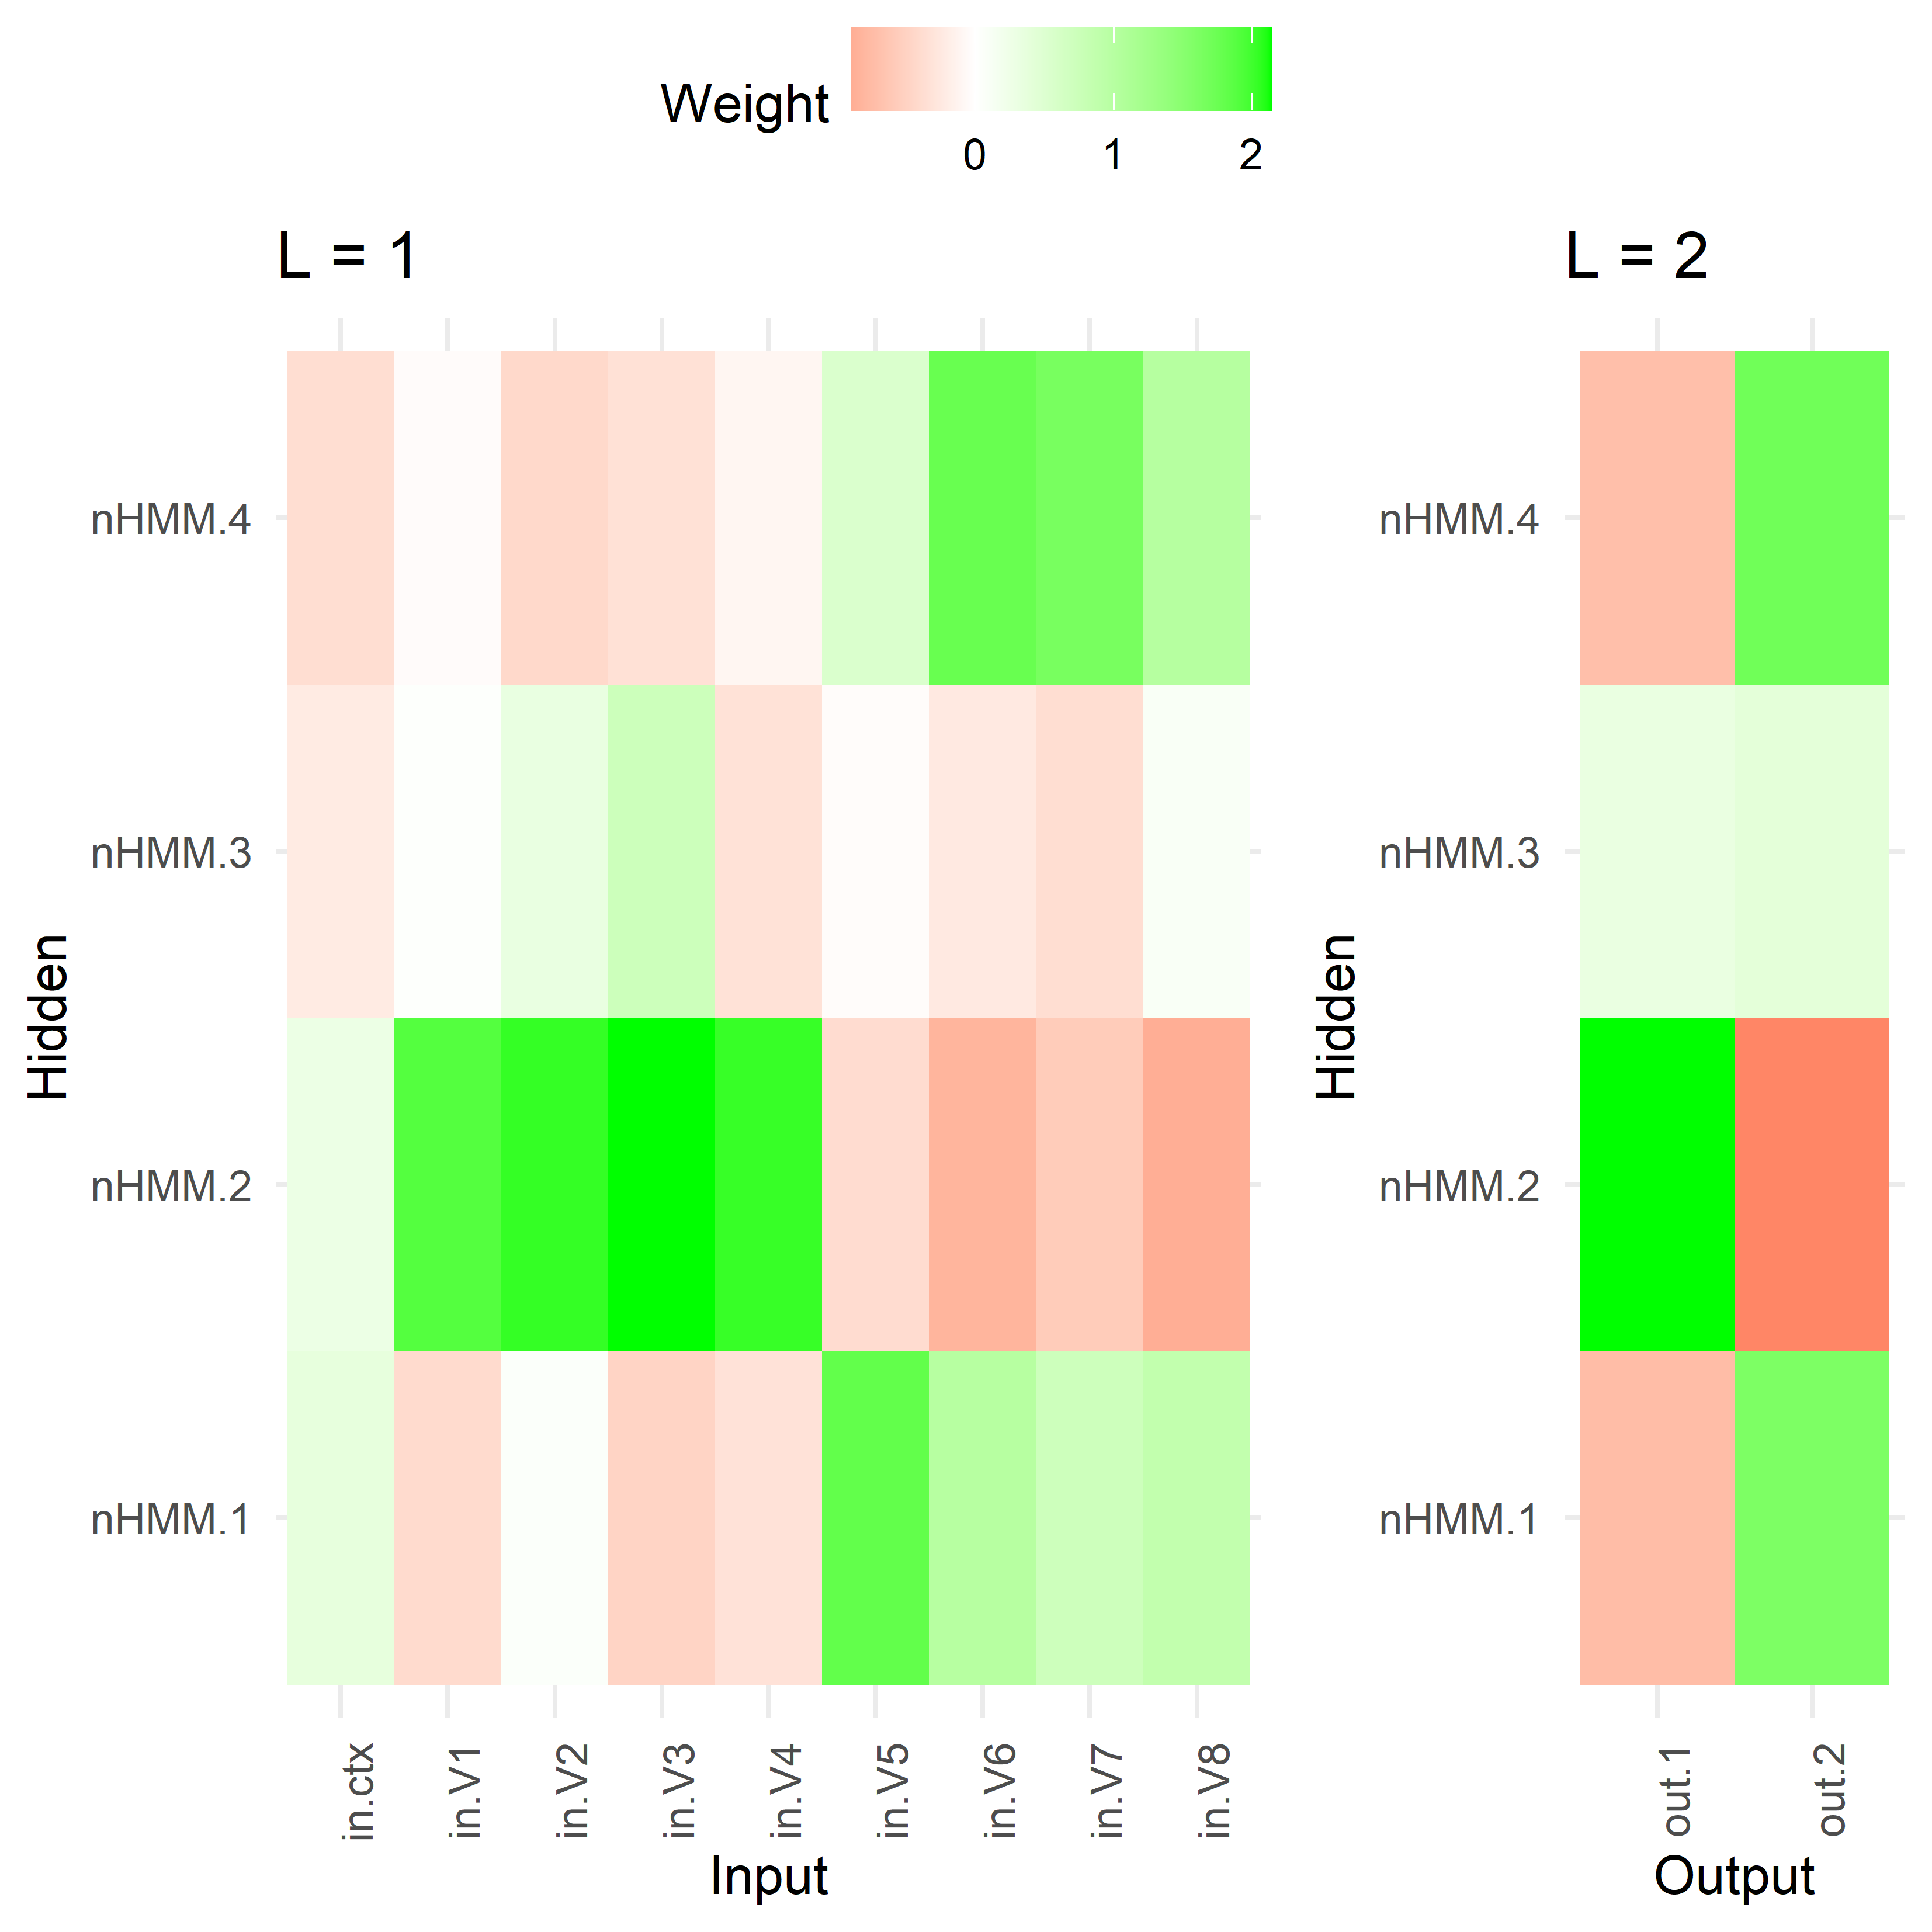 Weight
0 1 2
L = 1
nHMM.4
nHMM.3
nHMM.2
nHMM.1
Hidden
in.ctx
in.V1
in.V2
in.V3
in.V4
in.V5
in.V6
in.V7
in.V8
Input
L = 2
nHMM.4
nHMM.3
nHMM.2
nHMM.1
Hidden
out.1
out.2
Output